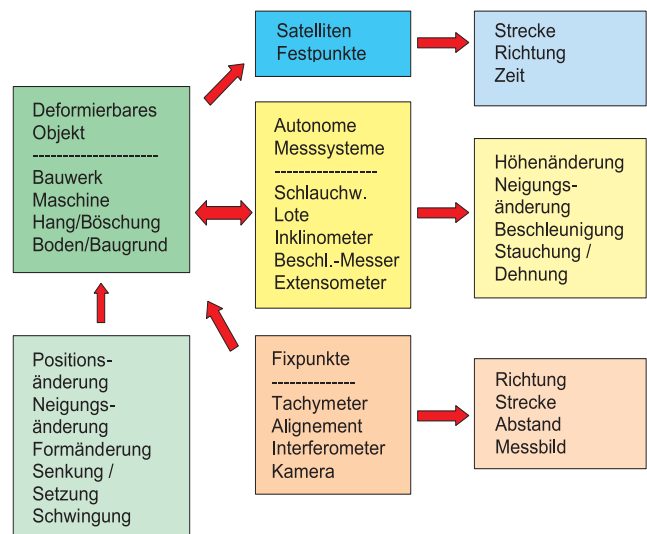 Satelliten
Festpunkte
Strecke
Richtung
Zeit
Deformierbares
Objekt
---------------------
Bauwerk
Maschine
Hang/Böschung
Boden/Baugrund
Autonome
Messsysteme
-----------------
Schlauchw.
Lote
Inklinometer
Beschl.-Messer
Extensometer
Höhenänderung
Neigungs-
änderung
Beschleunigung
Stauchung /
Dehnung
Positions-
änderung
Neigungs-
änderung
Formänderung
Senkung /
Setzung
Schwingung
Fixpunkte
--------------
Tachymeter
Alignement
Interferometer
Kamera
Richtung
Strecke
Abstand
Messbild